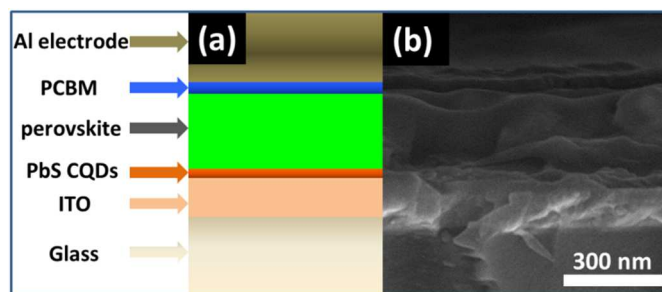 Al electrode
PCBM
perovskite
PbS CQDs
ITO
Glass
(a)
(b)
300 nm